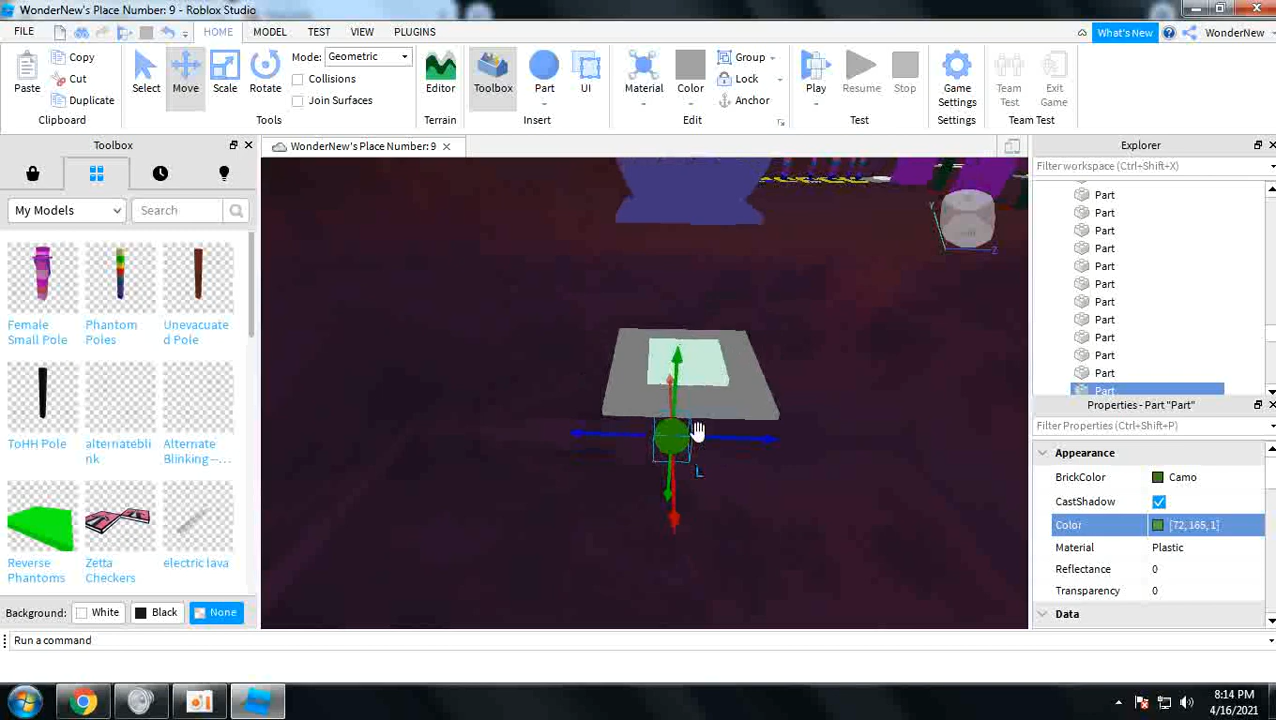 WonderNew's Place Number: 9 - Roblox Studio
FILE HOME MODEL TEST VIEW PLUGINS What's New WonderNew
Paste Copy Cut Duplicate Select Move Scale Rotate Mode: Geometric Collisions Join Surfaces Editor Toolbox Part UI Material Color Group Lock Anchor Play Resume Stop Game Settings Team Test Exit Game
Clipboard Tools Terrain Insert Edit Test Settings Team Test
Toolbox WonderNew's Place Number: 9 Explorer
Filter workspace (Ctrl+Shift+X)
My Models Search
Part
Part
Part
Part
Part
Part
Part
Part
Part
Part
Part
Part
Female Small Pole
Phantom Poles
Unevacuate d Pole
ToHH Pole
alternatebli nk
Alternate Blinking --...
Reverse Phantoms
Zetta Checkers
electric lava
Y
Z
Properties - Part "Part"
Filter Properties (Ctrl+Shift+P)
Appearance
BrickColor Camo
CastShadow
Color [72, 165, 1]
Material Plastic
Reflectance 0
Transparency 0
Data
L
Background: White Black None
Run a command
8:14 PM
4/16/2021